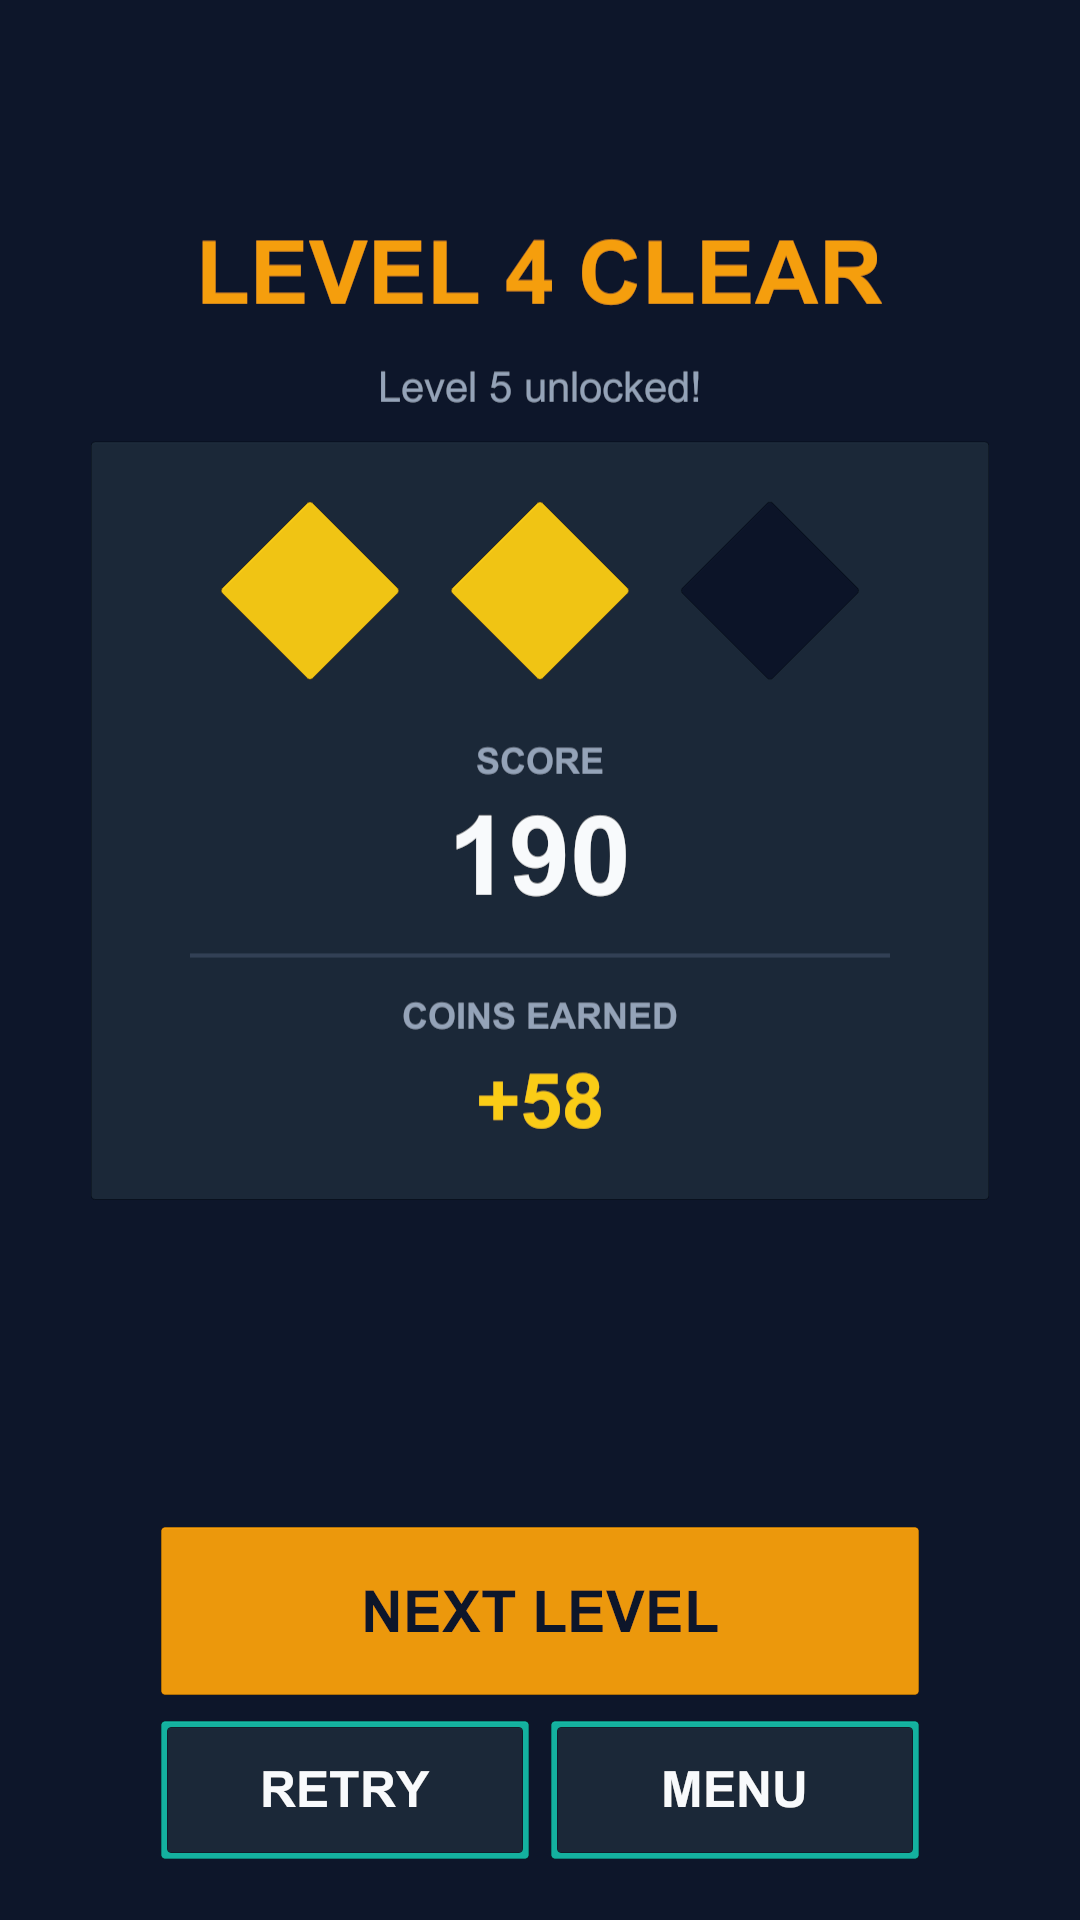 LEVEL 4 CLEAR
Level 5 unlocked!
SCORE
190
COINS EARNED
+58
NEXT LEVEL
RETRY
MENU